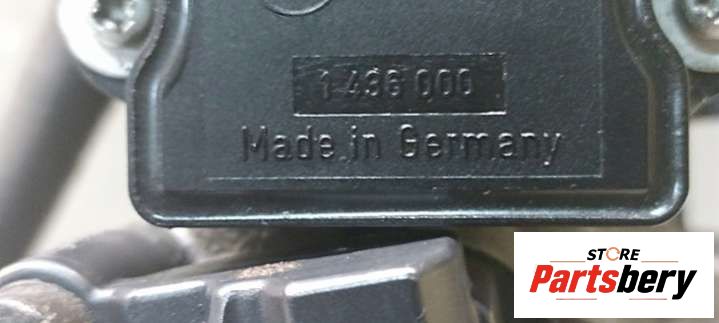 1 436 000
Made in Germany
STORE
Partsbery